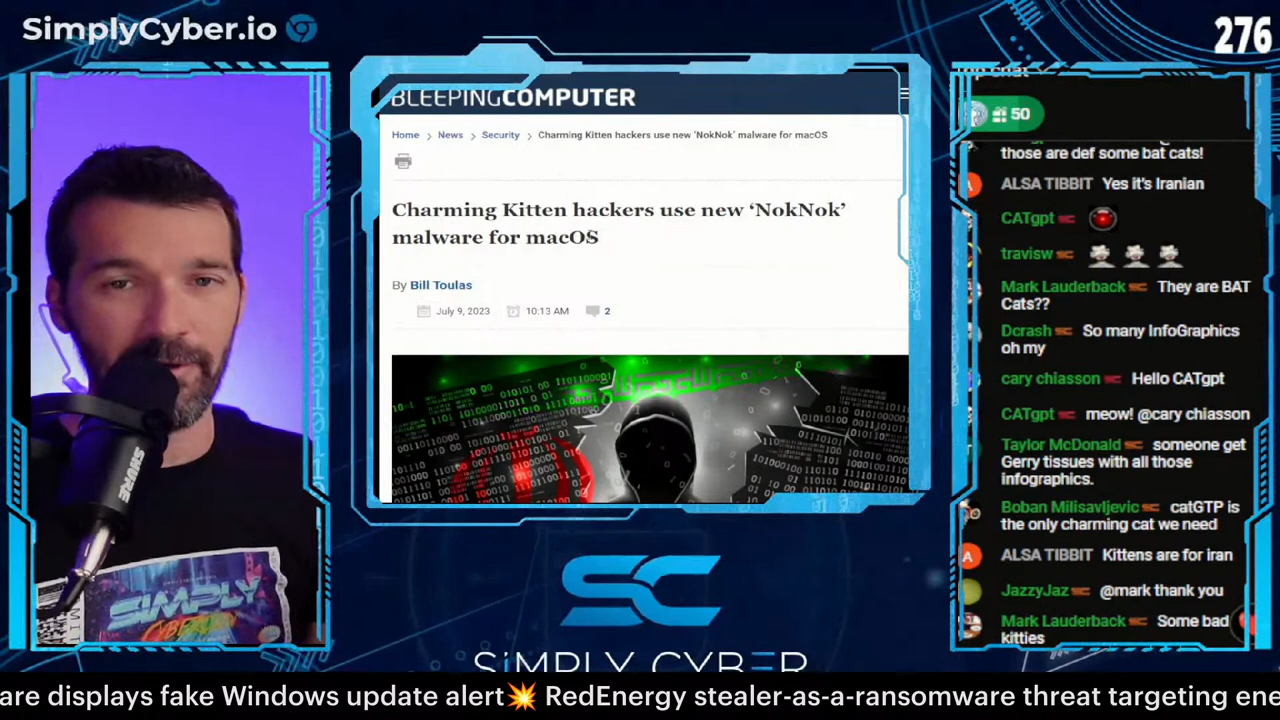 SimplyCyber.io
276
BLEEPINGCOMPUTER
Home > News > Security > Charming Kitten hackers use new 'NokNok' malware for macOS
Charming Kitten hackers use new ‘NokNok’
malware for macOS
By Bill Toulas
July 9, 2023 10:13 AM 2
SHURE
SIMPLY
CYBERCON
50
those are def some bat cats!
ALSA TIBBIT Yes it's Iranian
CATgpt
travisw
Mark Lauderback They are BAT
Cats??
Dcrash So many InfoGraphics
oh my
cary chiasson Hello CATgpt
CATgpt meow! @cary chiasson
Taylor McDonald someone get
Gerry tissues with all those
infographics.
Boban Milisavljevic catGTP is
the only charming cat we need
ALSA TIBBIT Kittens are for iran
JazzyJaz @mark thank you
Mark Lauderback Some bad
kitties
SC
SIMPLY CYBER
are displays fake Windows update alert💥 RedEnergy stealer-as-a-ransomware threat targeting ene